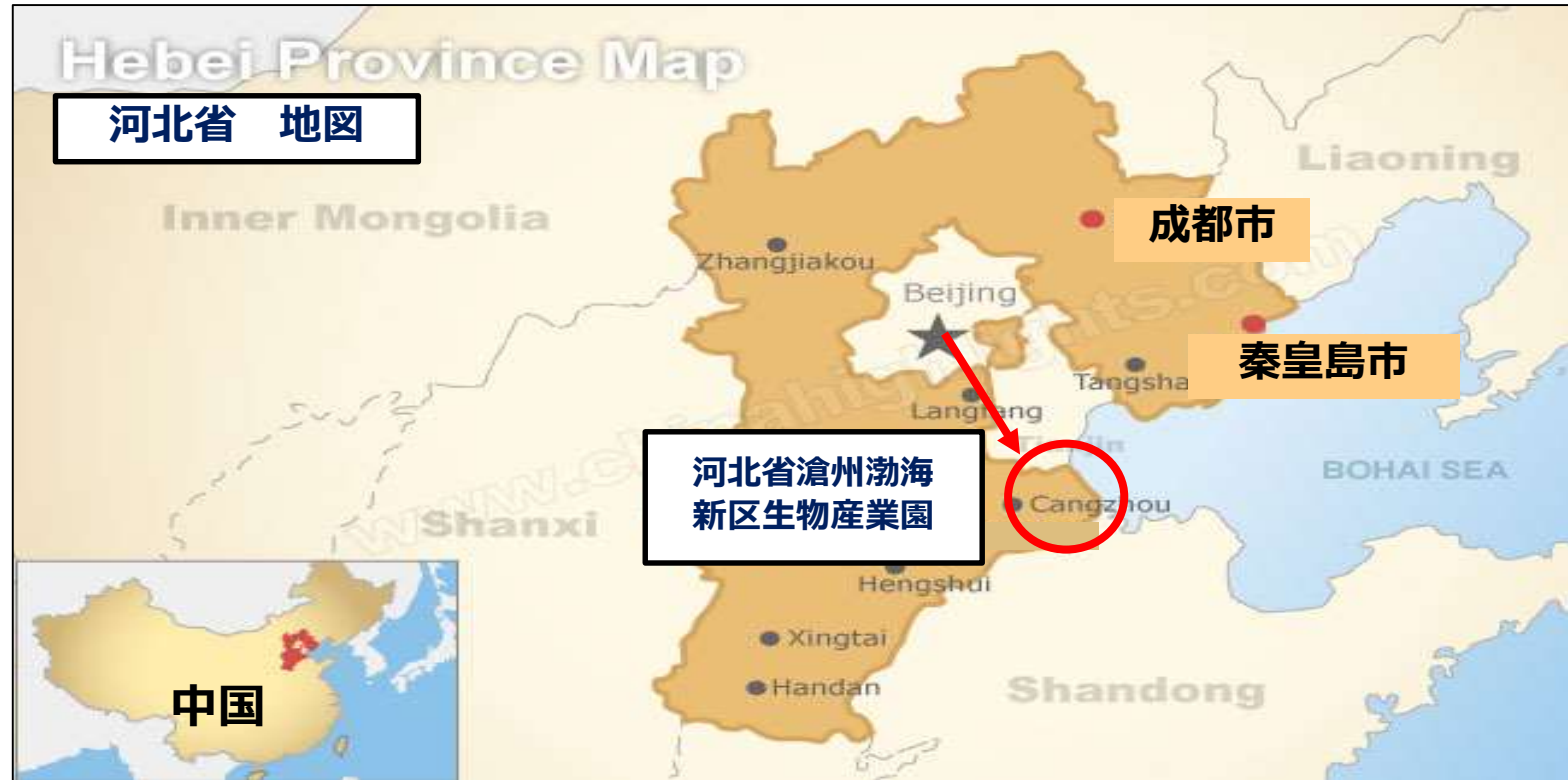 Hebei Province Map
河北省　地図
Liaoning
Inner Mongolia
成都市
Zhangjiakou
Beijing
秦皇島市
Tangsha
Langfang
Tianjin
河北省滄州渤海
新区生物産業園
BOHAI SEA
Cangzhou
Shanxi
Hengshui
Xingtai
Handan
Shandong
中国